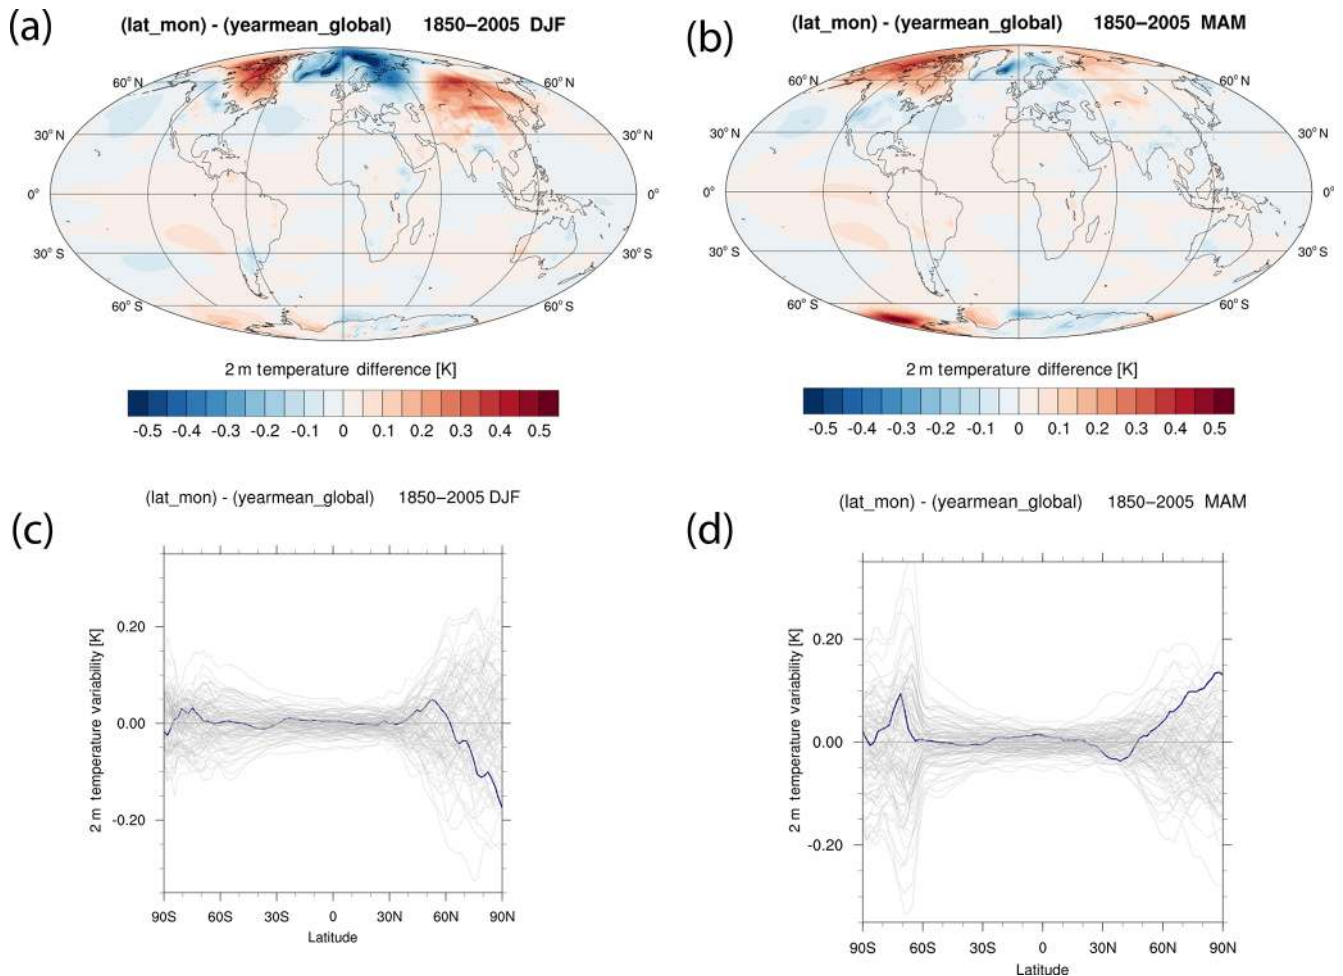 (a)
(lat_mon) - (yearmean_global) 1850–2005 DJF
60° N
60° N
30° N
30° N
0°
0°
30° S
30° S
60° S
60° S
2 m temperature difference [K]
-0.5 -0.4 -0.3 -0.2 -0.1 0 0.1 0.2 0.3 0.4 0.5
(b)
(lat_mon) - (yearmean_global) 1850–2005 MAM
60° N
60° N
30° N
30° N
0°
0°
30° S
30° S
60° S
60° S
2 m temperature difference [K]
-0.5 -0.4 -0.3 -0.2 -0.1 0 0.1 0.2 0.3 0.4 0.5
(c)
(lat_mon) - (yearmean_global) 1850–2005 DJF
2 m temperature variability [K]
0.20
0.00
-0.20
90S 60S 30S 0 30N 60N 90N
Latitude
(d)
(lat_mon) - (yearmean_global) 1850–2005 MAM
2 m temperature variability [K]
0.20
0.00
-0.20
90S 60S 30S 0 30N 60N 90N
Latitude